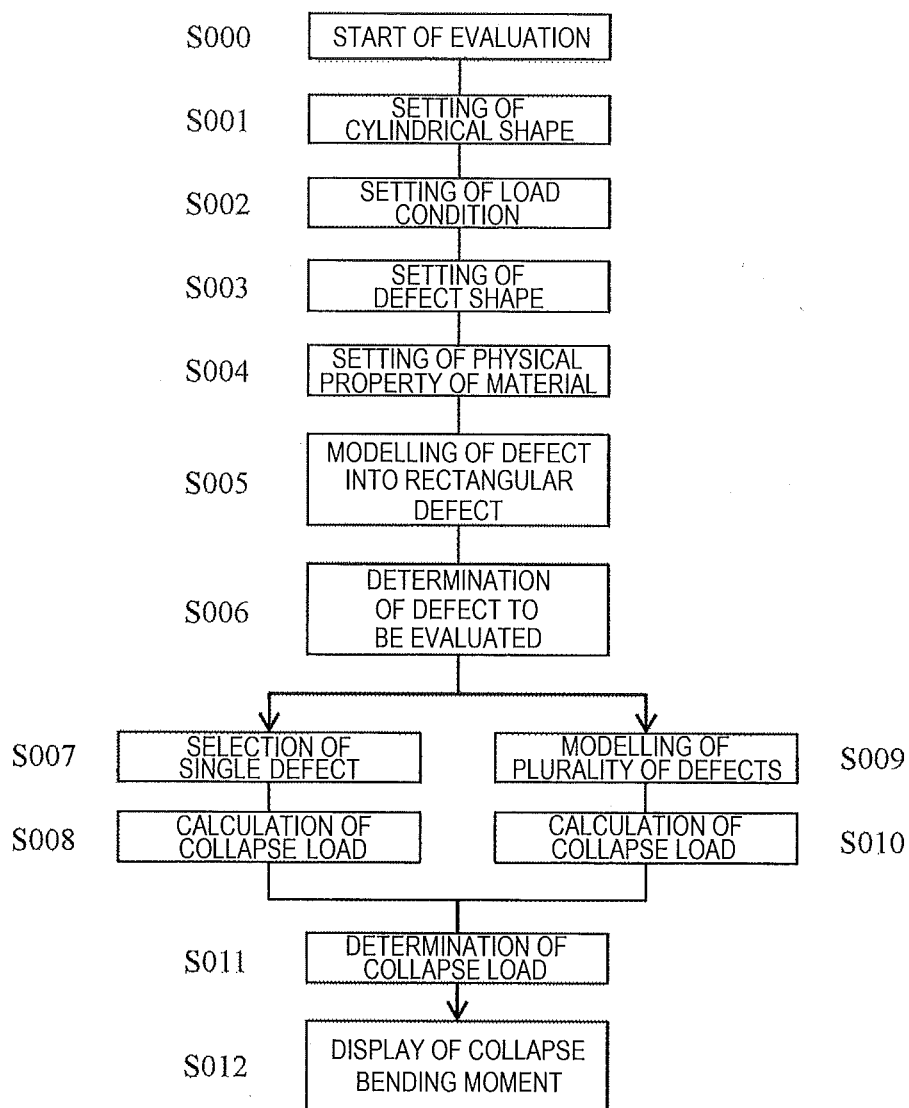 S000
START OF EVALUATION
S001
SETTING OF
CYLINDRICAL SHAPE
S002
SETTING OF LOAD
CONDITION
S003
SETTING OF
DEFECT SHAPE
S004
SETTING OF PHYSICAL
PROPERTY OF MATERIAL
S005
MODELLING OF DEFECT
INTO RECTANGULAR
DEFECT
S006
DETERMINATION
OF DEFECT TO
BE EVALUATED
S007
SELECTION OF
SINGLE DEFECT
MODELLING OF
PLURALITY OF DEFECTS
S009
S008
CALCULATION OF
COLLAPSE LOAD
CALCULATION OF
COLLAPSE LOAD
S010
S011
DETERMINATION OF
COLLAPSE LOAD
S012
DISPLAY OF COLLAPSE
BENDING MOMENT